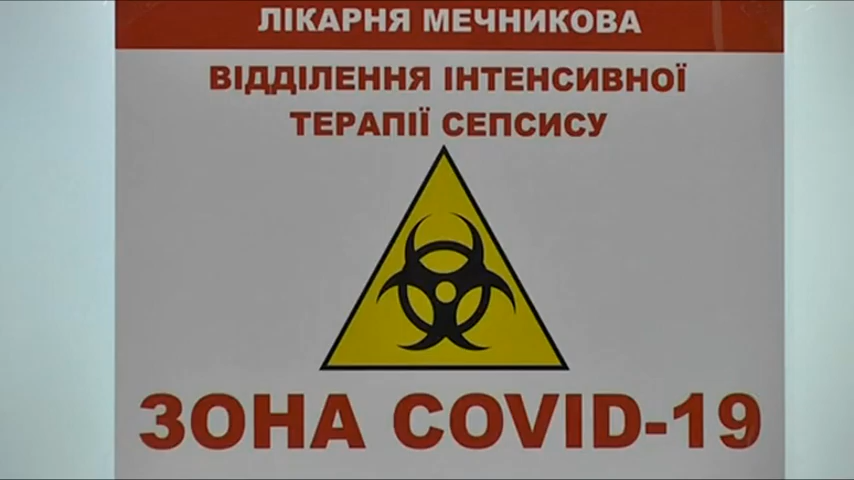 ЛІКАРНЯ МЕЧНИКОВА
ВІДДІЛЕННЯ ІНТЕНСИВНОЇ
ТЕРАПІЇ СЕПСИСУ
ЗОНА COVID-19